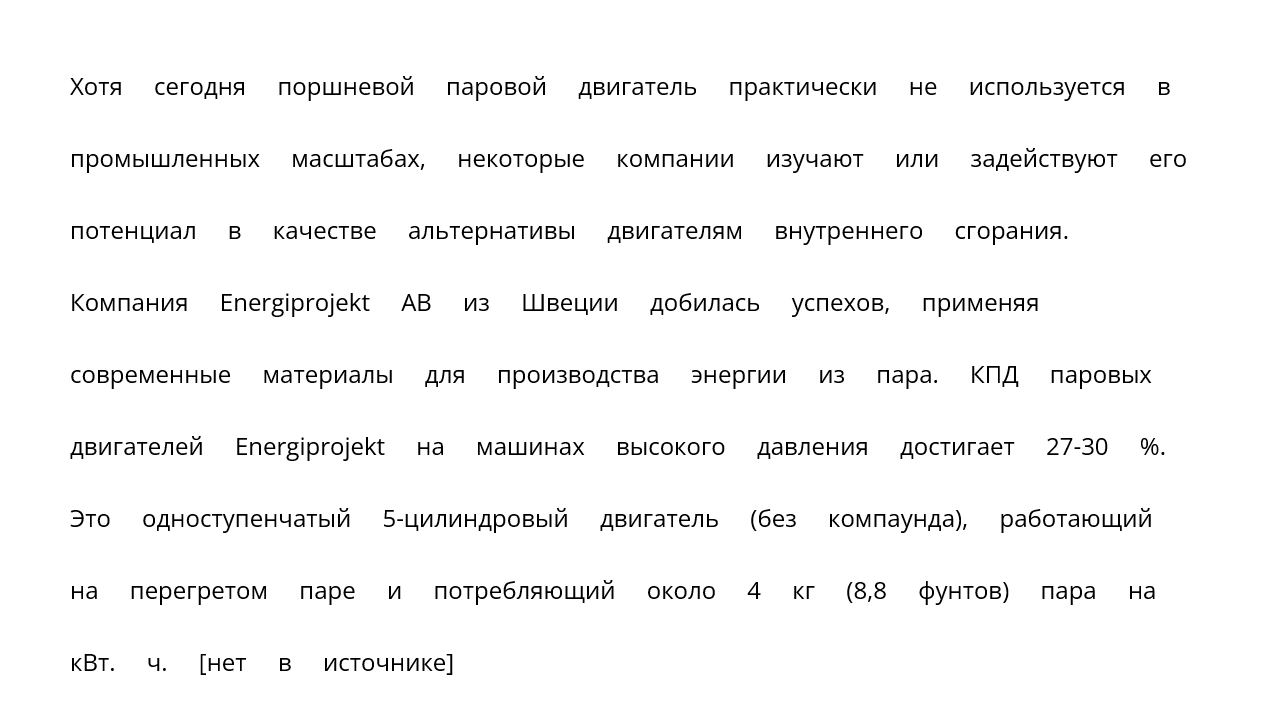 Хотя сегодня поршневой паровой двигатель практически не используется в
промышленных масштабах, некоторые компании изучают или задействуют его
потенциал в качестве альтернативы двигателям внутреннего сгорания.
Компания Energiprojekt АВ из Швеции добилась успехов, применяя
современные материалы для производства энергии из пара. КПД паровых
двигателей Energiprojekt на машинах высокого давления достигает 27-30 %.
Это одноступенчатый 5-цилиндровый двигатель (без компаунда), работающий
на перегретом паре и потребляющий около 4 кг (8,8 фунтов) пара на
кВт. ч. [нет в источнике]